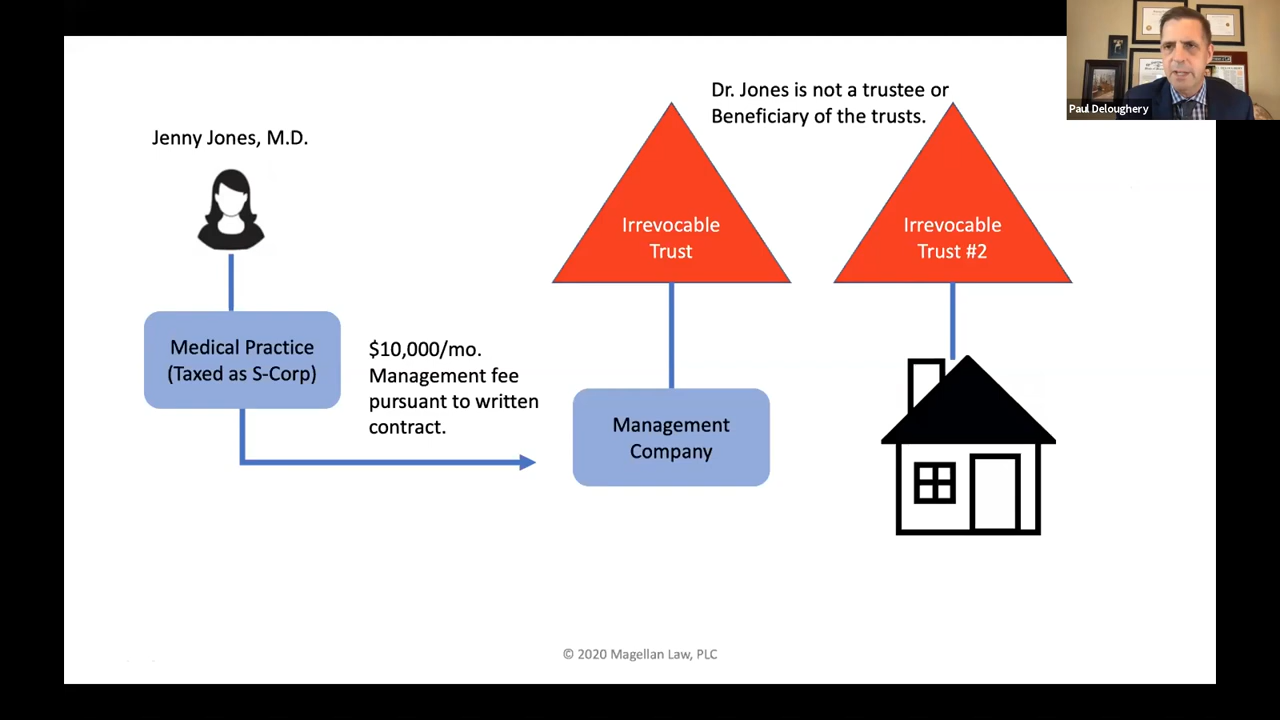 Dr. Jones is not a trustee or
Beneficiary of the trusts.
Paul Deloughery
Jenny Jones, M.D.
Irrevocable
Trust
Irrevocable
Trust #2
Medical Practice
(Taxed as S-Corp)
$10,000/mo.
Management fee
pursuant to written
contract.
Management
Company
© 2020 Magellan Law, PLC